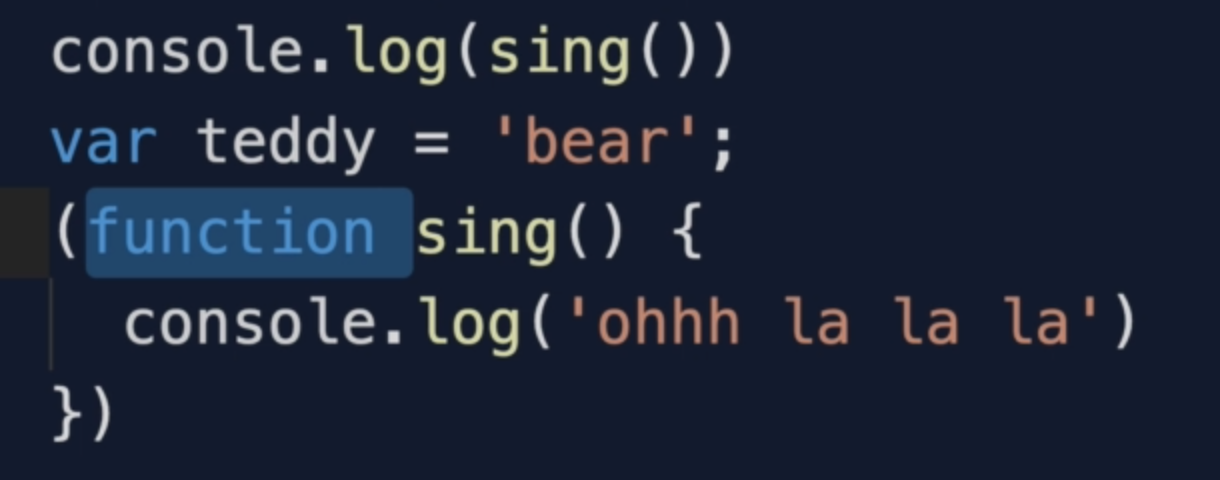 console.log(sing())
var teddy = 'bear';
(function sing() {
  console.log('ohhh la la la')
})